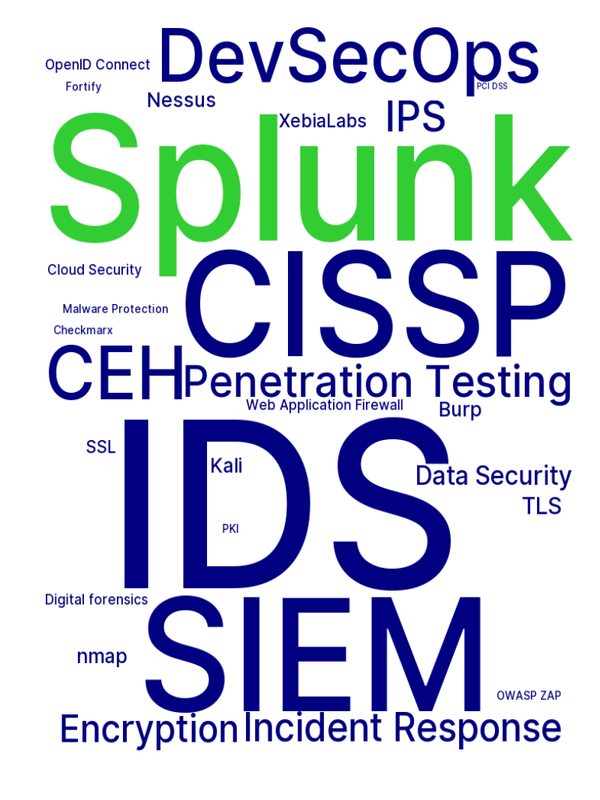 DevSecOps
OpenID Connect
Fortify
PCI DSS
Nessus
IPS
XebiaLabs
Splunk
Cloud Security
CISSP
Malware Protection
Checkmarx
CEH
Penetration Testing
Web Application Firewall
Burp
IDS
SSL
Kali
Data Security
TLS
PKI
Digital forensics
SIEM
nmap
OWASP ZAP
Encryption
Incident Response